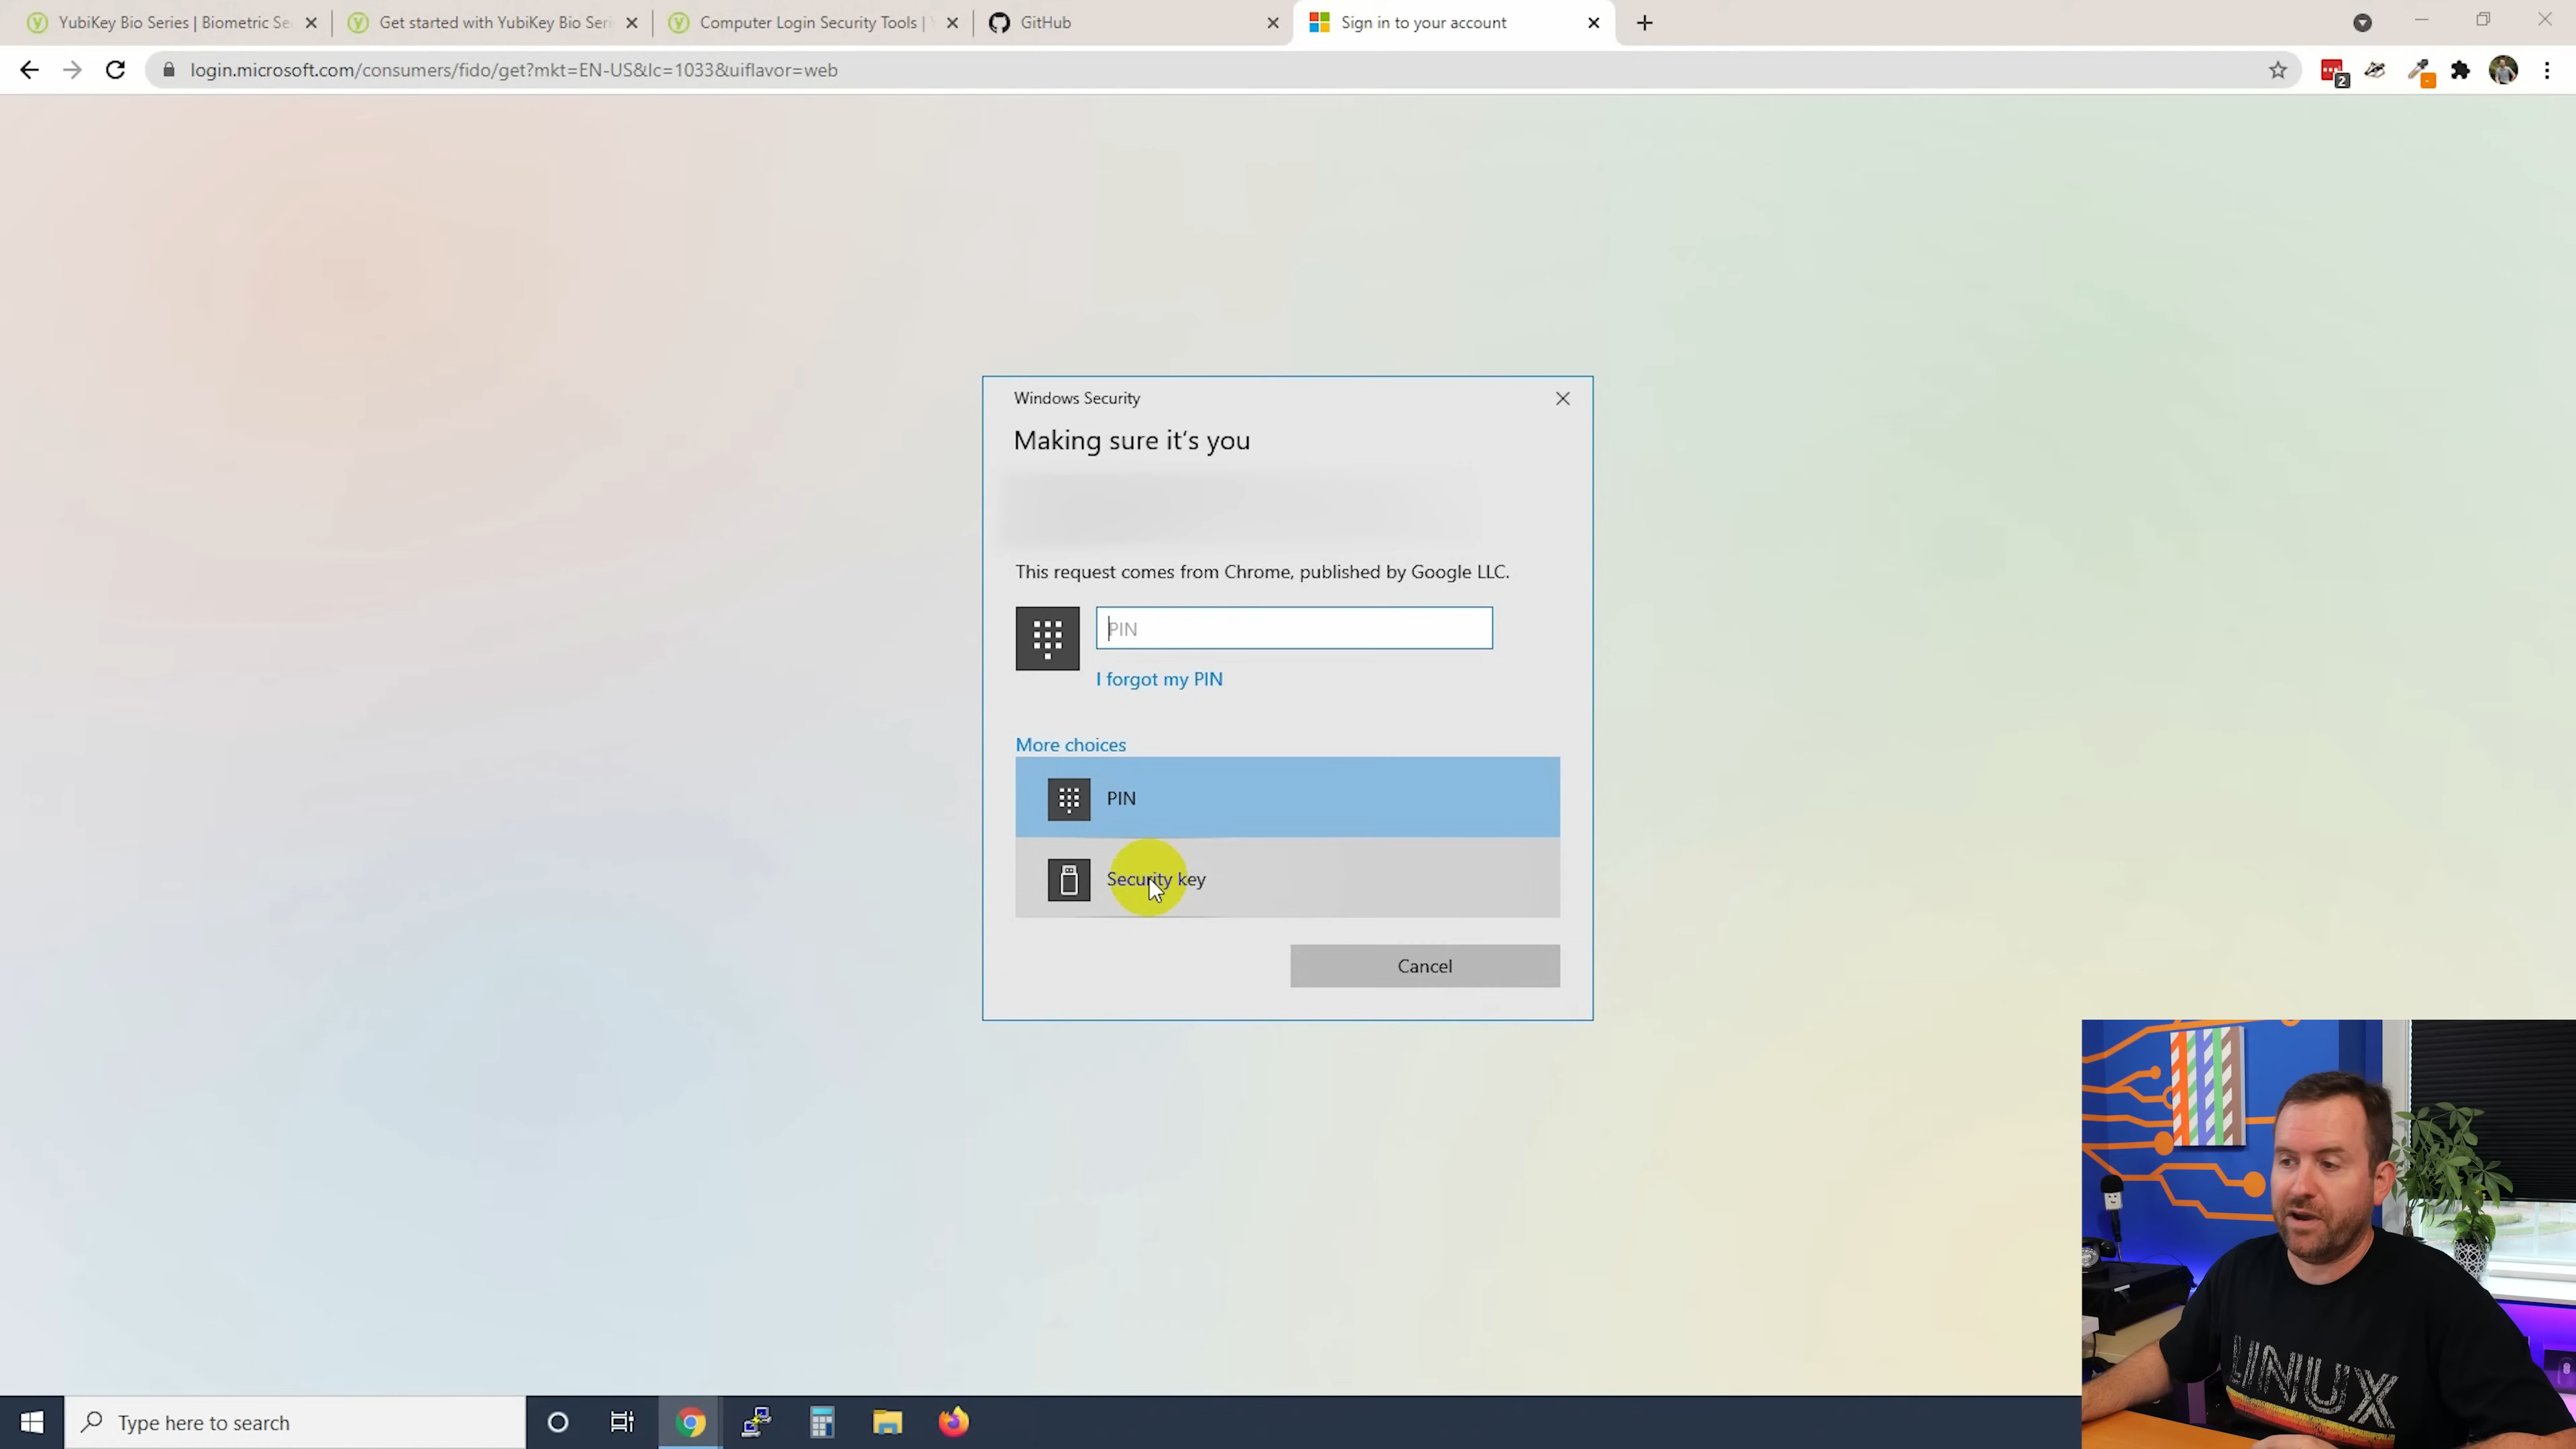 YubiKey Bio Series | Biometric Se
Get started with YubiKey Bio Seri
Computer Login Security Tools | Y
GitHub
Sign in to your account
login.microsoft.com/consumers/fido/get?mkt=EN-US&lc=1033&uiflavor=web
2
Windows Security
Making sure it's you
This request comes from Chrome, published by Google LLC.
PIN
I forgot my PIN
More choices
PIN
Security key
Cancel
LINUX
Type here to search